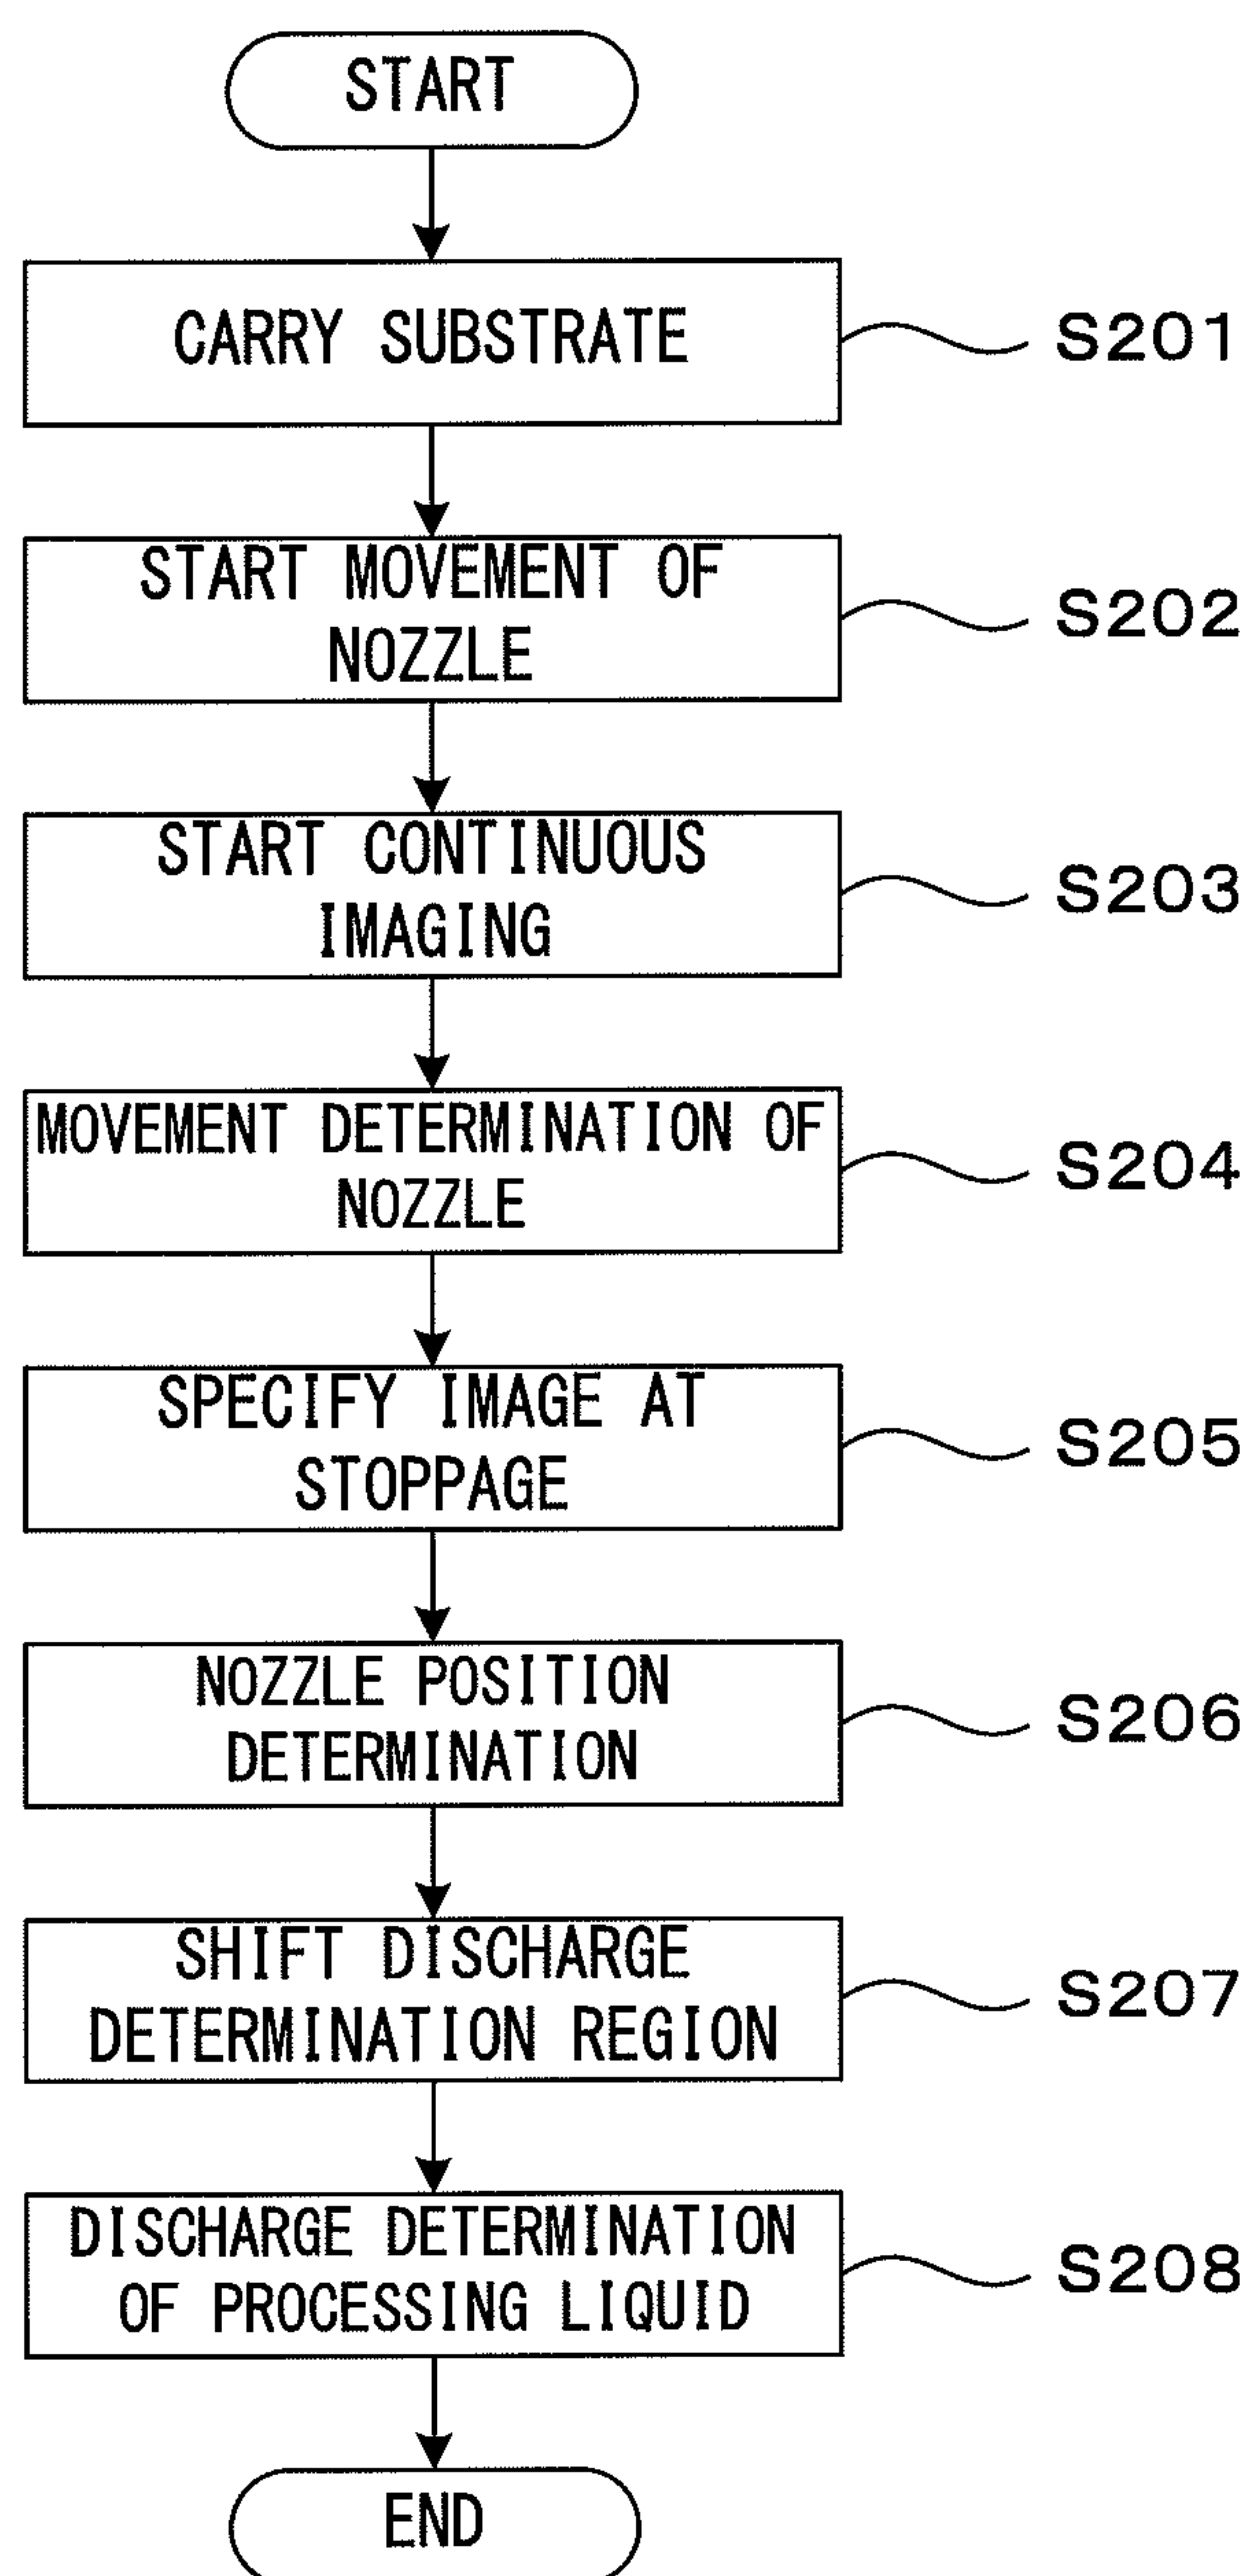 START
CARRY SUBSTRATE
S201
START MOVEMENT OF
NOZZLE
S202
START CONTINUOUS
IMAGING
S203
MOVEMENT DETERMINATION OF
NOZZLE
S204
SPECIFY IMAGE AT
STOPPAGE
S205
NOZZLE POSITION
DETERMINATION
S206
SHIFT DISCHARGE
DETERMINATION REGION
S207
DISCHARGE DETERMINATION
OF PROCESSING LIQUID
S208
END